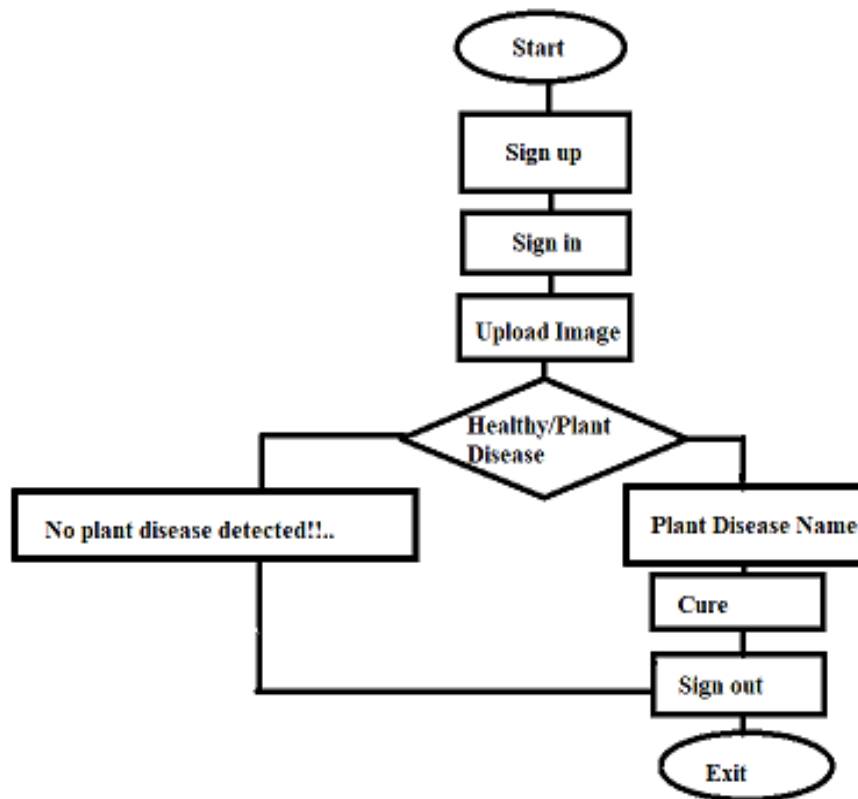 Start
Sign up
Sign in
Upload Image
Healthy/Plant
Disease
No plant disease detected!!..
Plant Disease Name
Cure
Sign out
Exit